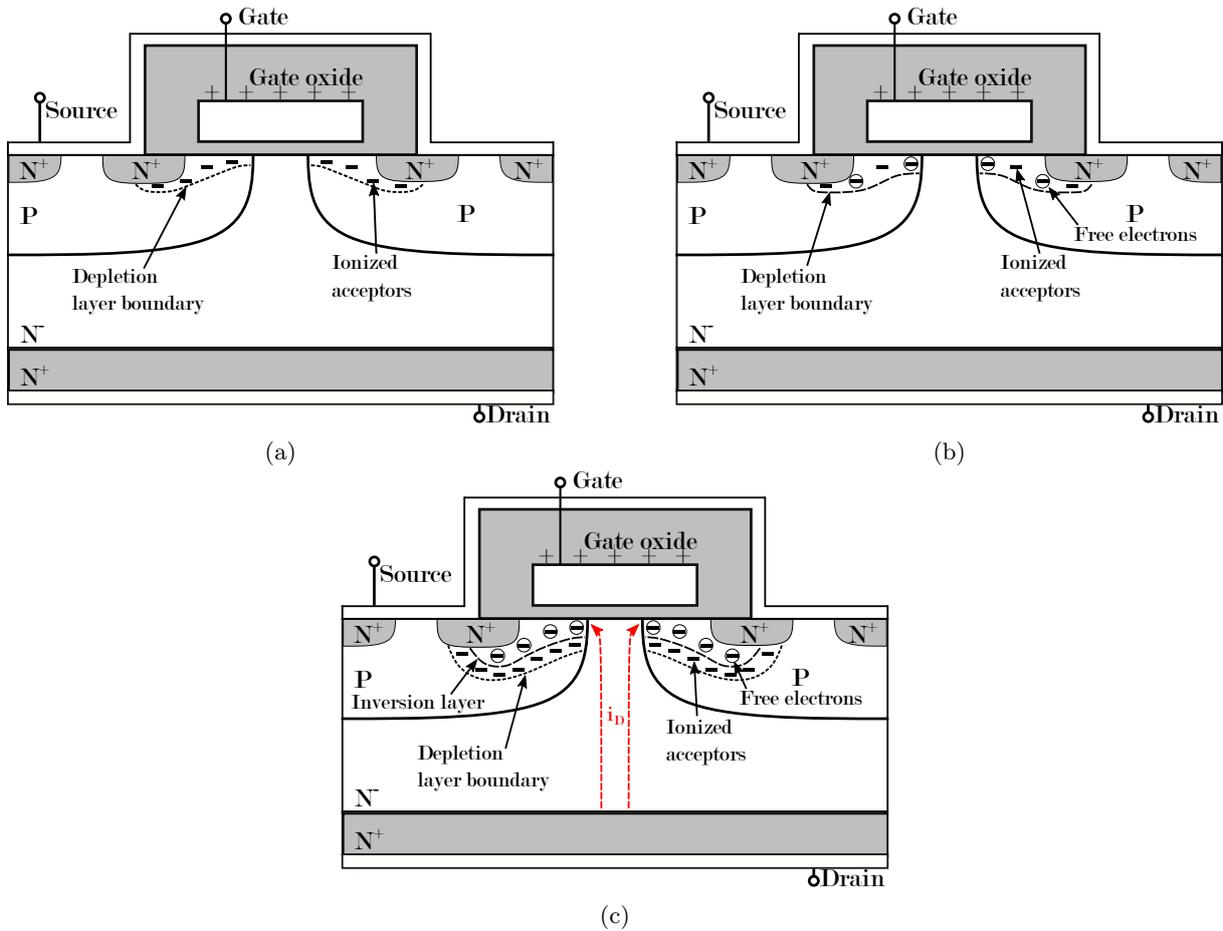 Gate
Gate oxide
+ + + + +
Source
N+ N+ N+ N+
P P
Depletion
layer boundary
Ionized
acceptors
N-
N+
Drain
(a)
Gate
Gate oxide
+ + + + +
Source
N+ N+ N+ N+
P P
Free electrons
Depletion
layer boundary
Ionized
acceptors
N-
N+
Drain
(b)
Gate
Gate oxide
+ + + + +
Source
N+ N+ N+ N+
P P
Inversion layer
Free electrons
iD
Ionized
acceptors
Depletion
layer boundary
N-
N+
Drain
(c)